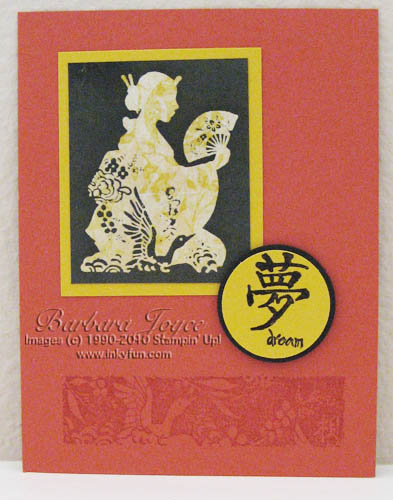 夢
dream
Barbara Joyce
Images (c) 1990-2010 Stampin' Up!
www.inkyfun.com